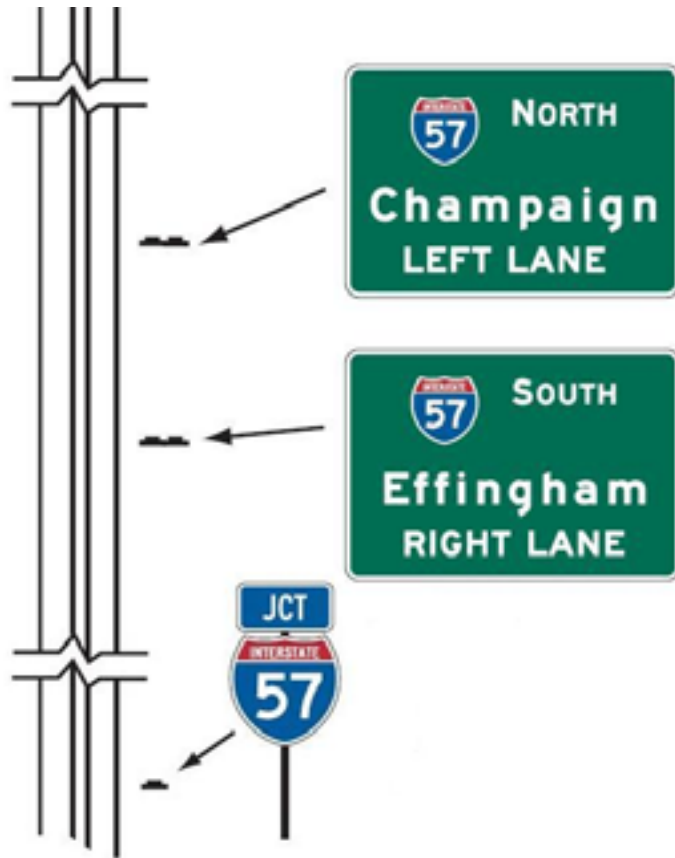 INTERSTATE
57 NORTH
Champaign
LEFT LANE
INTERSTATE
57 SOUTH
Effingham
RIGHT LANE
JCT
INTERSTATE
57